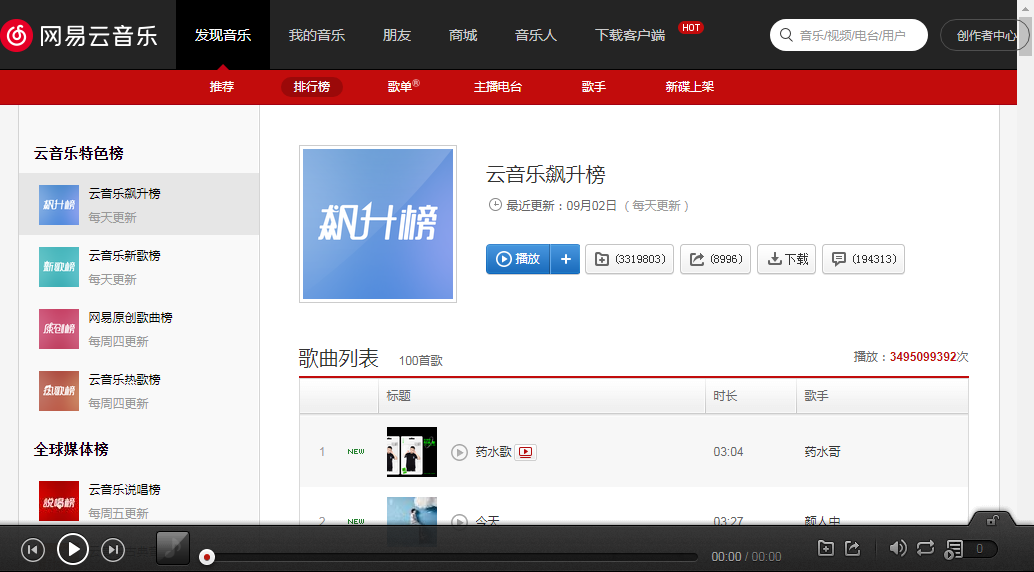 网易云音乐
发现音乐
我的音乐
朋友
商城
音乐人
下载客户端
HOT
音乐/视频/电台/用户
创作者中心
推荐
排行榜
歌单®
主播电台
歌手
新碟上架
云音乐特色榜
飙升榜
云音乐飙升榜
每天更新
新歌榜
云音乐新歌榜
每天更新
原创榜
网易原创歌曲榜
每周四更新
热歌榜
云音乐热歌榜
每周四更新
全球媒体榜
说唱榜
云音乐说唱榜
每周五更新
飙升榜
云音乐飙升榜
最近更新：09月02日 （每天更新）
播放
+
(3319803)
(8996)
下载
(194313)
歌曲列表
100首歌
播放：3495099392次
标题
时长
歌手
1
NEW
药水歌
03:04
药水哥
2
NEW
今天
03:27
颜人中
00:00 / 00:00
0